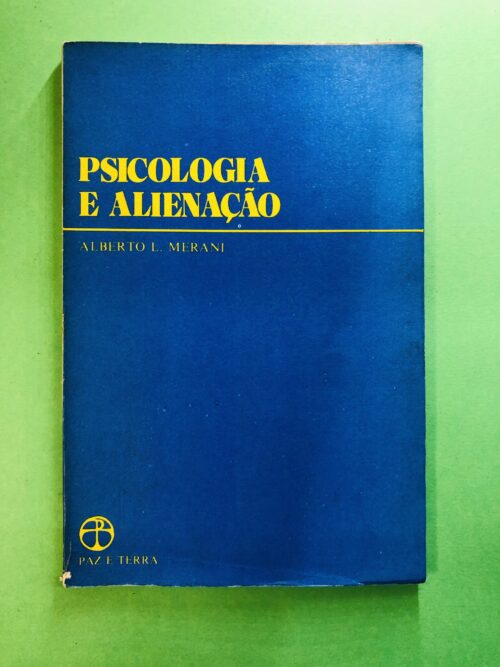 PSICOLOGIA
E ALIENAÇÃO
ALBERTO L. MERANI
PAZ E TERRA